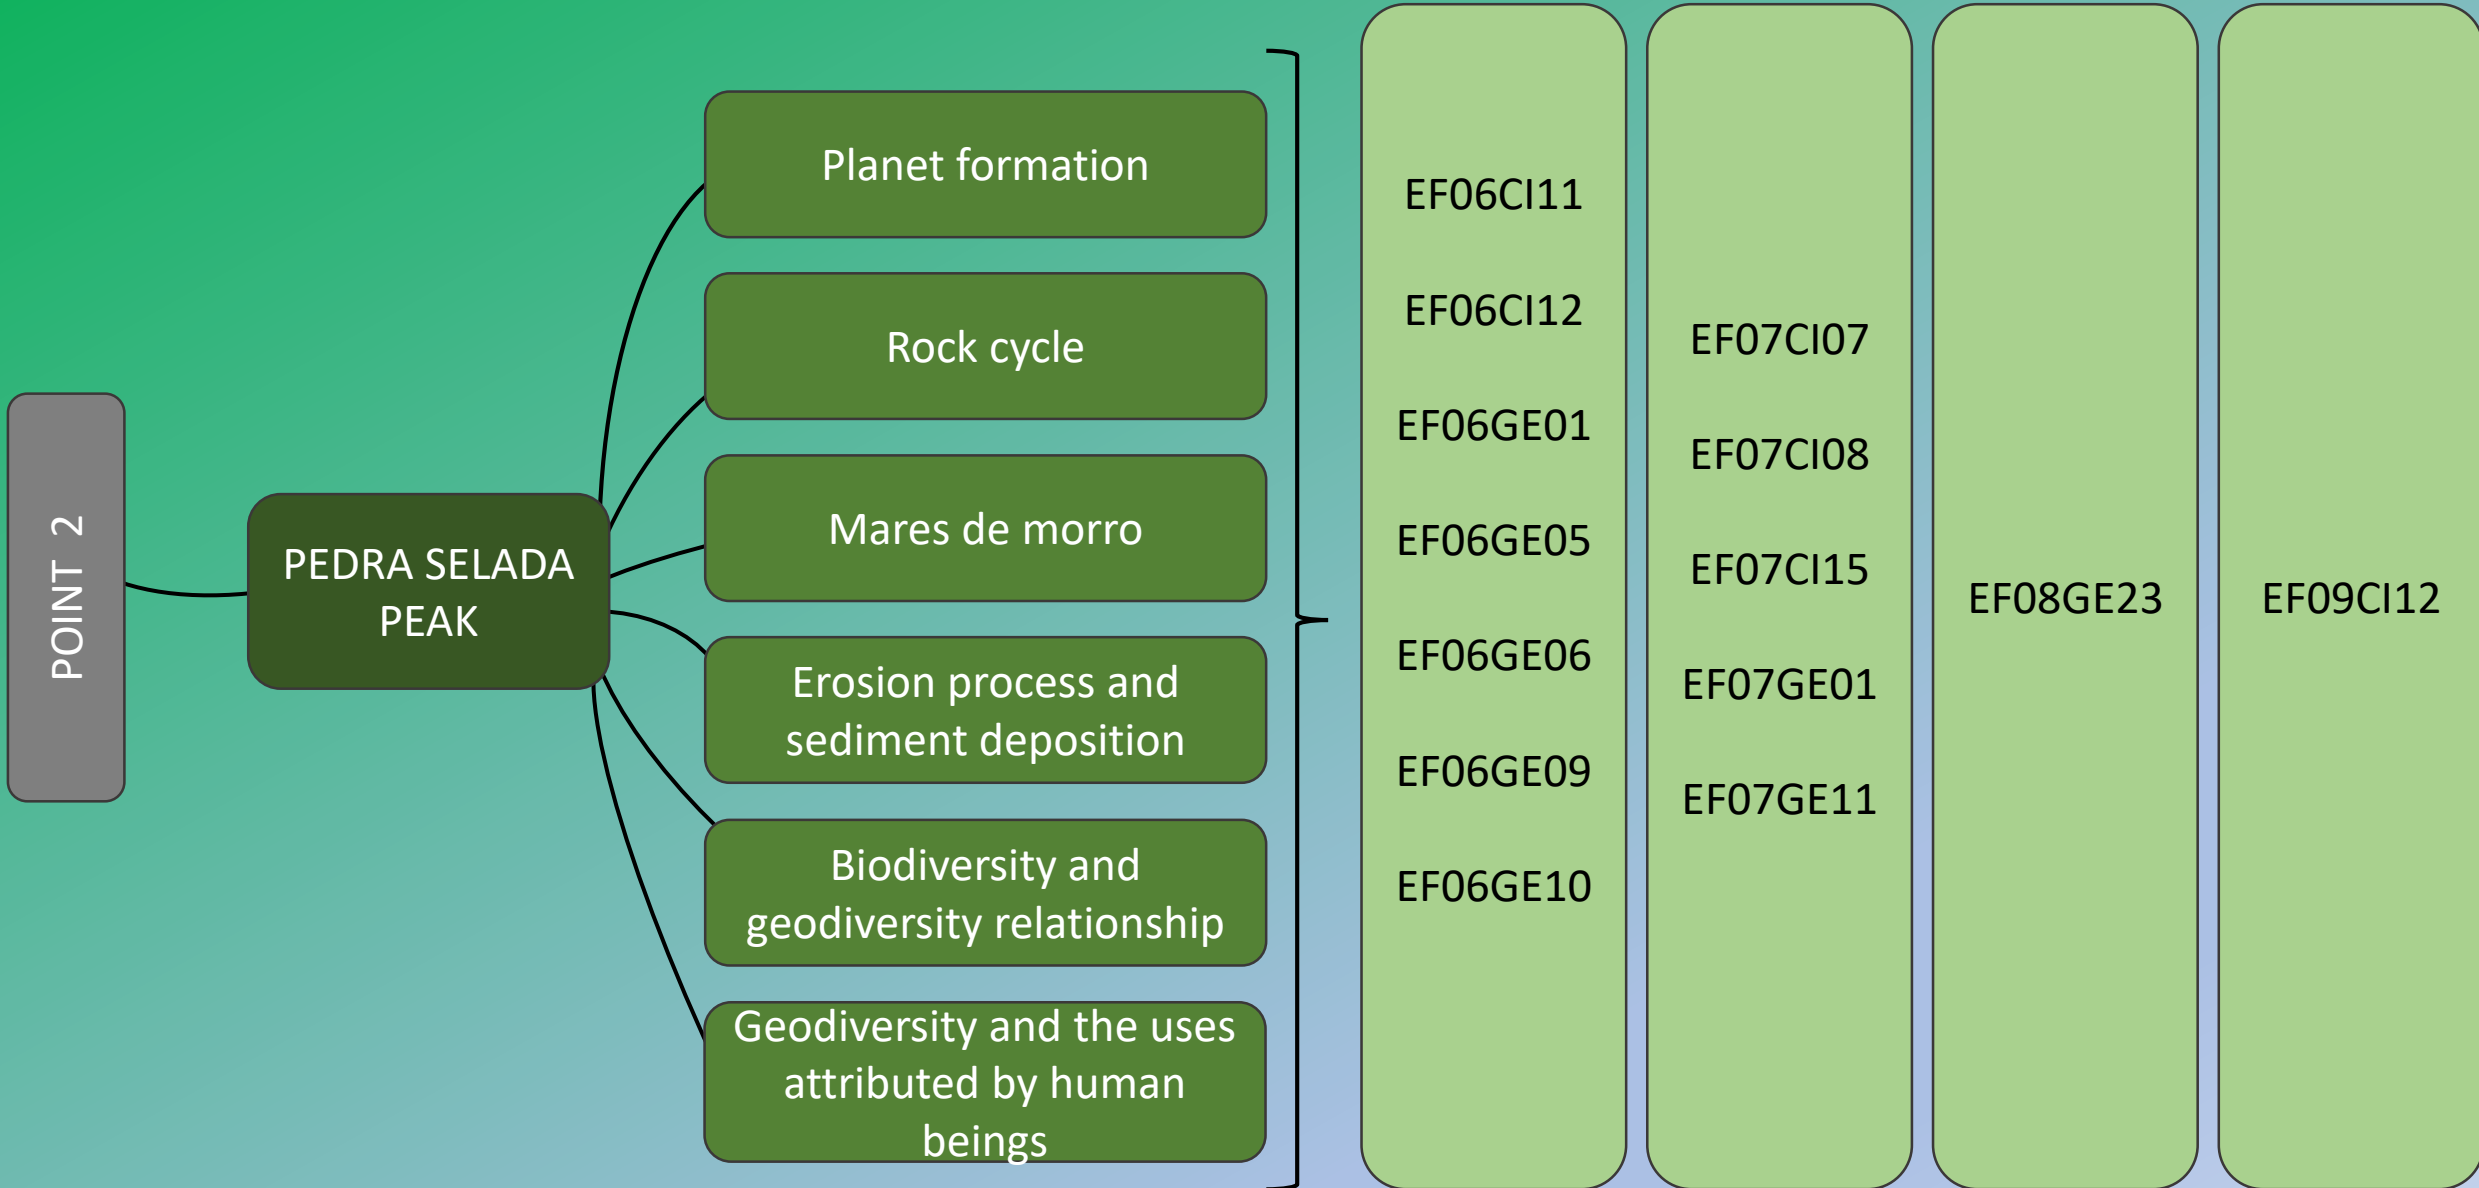 POINT 2
PEDRA SELADA
PEAK
Planet formation
Rock cycle
Mares de morro
Erosion process and
sediment deposition
Biodiversity and
geodiversity relationship
Geodiversity and the uses
attributed by human
beings
EF06CI11
EF06CI12
EF06GE01
EF06GE05
EF06GE06
EF06GE09
EF06GE10
EF07CI07
EF07CI08
EF07CI15
EF07GE01
EF07GE11
EF08GE23
EF09CI12